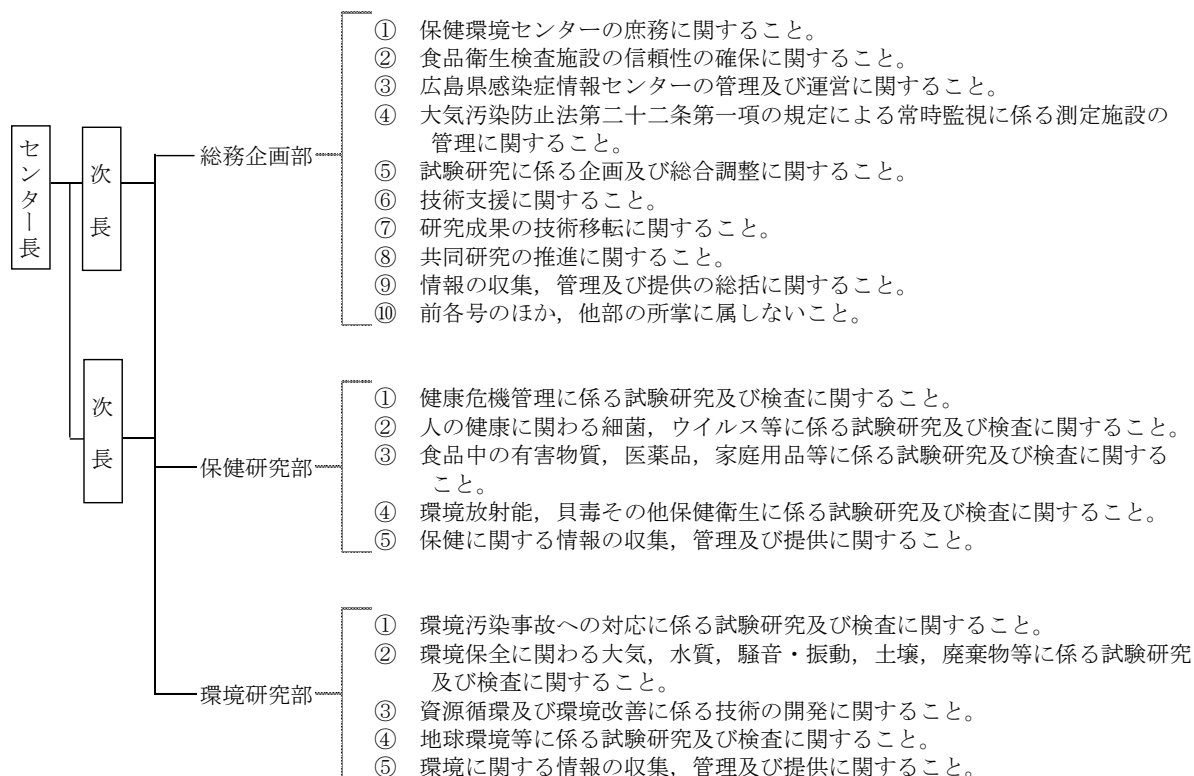 センター長
次長
総務企画部
① 保健環境センターの庶務に関すること。
② 食品衛生検査施設の信頼性の確保に関すること。
③ 広島県感染症情報センターの管理及び運営に関すること。
④ 大気汚染防止法第二十二条第一項の規定による常時監視に係る測定施設の
管理に関すること。
⑤ 試験研究に係る企画及び総合調整に関すること。
⑥ 技術支援に関すること。
⑦ 研究成果の技術移転に関すること。
⑧ 共同研究の推進に関すること。
⑨ 情報の収集，管理及び提供の総括に関すること。
⑩ 前各号のほか，他部の所掌に属しないこと。
次長
保健研究部
① 健康危機管理に係る試験研究及び検査に関すること。
② 人の健康に関わる細菌，ウイルス等に係る試験研究及び検査に関すること。
③ 食品中の有害物質，医薬品，家庭用品等に係る試験研究及び検査に関する
こと。
④ 環境放射能，貝毒その他保健衛生に係る試験研究及び検査に関すること。
⑤ 保健に関する情報の収集，管理及び提供に関すること。
環境研究部
① 環境汚染事故への対応に係る試験研究及び検査に関すること。
② 環境保全に関わる大気，水質，騒音・振動，土壌，廃棄物等に係る試験研究
及び検査に関すること。
③ 資源循環及び環境改善に係る技術の開発に関すること。
④ 地球環境等に係る試験研究及び検査に関すること。
⑤ 環境に関する情報の収集，管理及び提供に関すること。